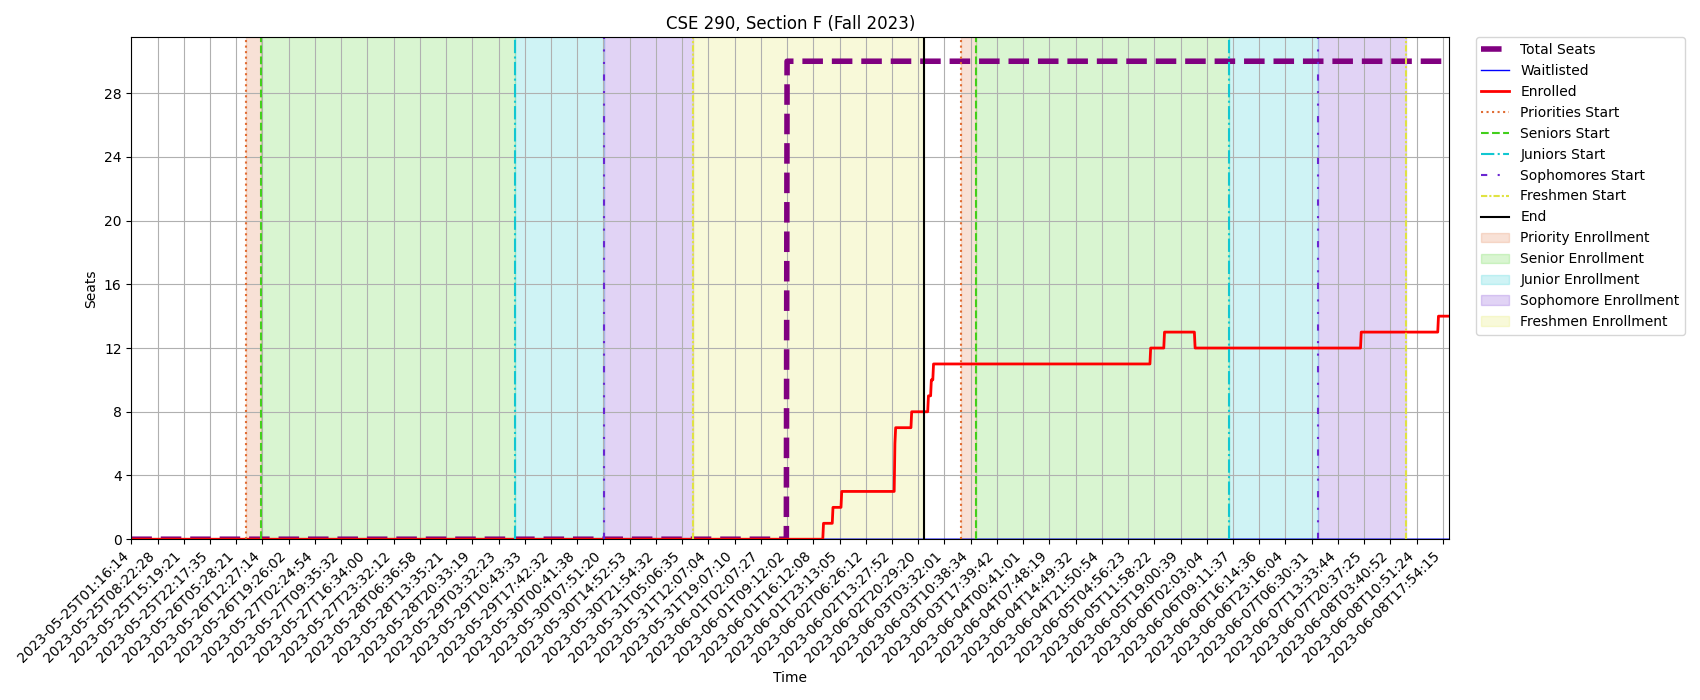 CSE 290, Section F (Fall 2023)
Seats
28
24
20
16
12
8
4
0
2023-05-25T01:16:14
2023-05-25T08:22:28
2023-05-25T15:19:21
2023-05-25T22:17:35
2023-05-26T05:28:21
2023-05-26T12:27:14
2023-05-26T19:26:02
2023-05-27T02:24:54
2023-05-27T09:35:32
2023-05-27T16:34:00
2023-05-27T23:32:12
2023-05-28T06:36:58
2023-05-28T13:35:21
2023-05-28T20:33:19
2023-05-29T03:32:23
2023-05-29T10:43:33
2023-05-29T17:42:32
2023-05-30T00:41:38
2023-05-30T07:51:20
2023-05-30T14:52:53
2023-05-30T21:54:32
2023-05-31T05:06:35
2023-05-31T12:07:04
2023-05-31T19:07:10
2023-06-01T02:07:27
2023-06-01T09:12:02
2023-06-01T16:12:08
2023-06-01T23:13:05
2023-06-02T06:26:12
2023-06-02T13:27:52
2023-06-02T20:29:20
2023-06-03T03:32:01
2023-06-03T10:38:34
2023-06-03T17:39:42
2023-06-04T00:41:01
2023-06-04T07:48:19
2023-06-04T14:49:32
2023-06-04T21:50:54
2023-06-05T04:56:23
2023-06-05T11:58:22
2023-06-05T19:00:39
2023-06-06T02:03:04
2023-06-06T09:11:37
2023-06-06T16:14:36
2023-06-06T23:16:04
2023-06-07T06:30:31
2023-06-07T13:33:44
2023-06-07T20:37:25
2023-06-08T03:40:52
2023-06-08T10:51:24
2023-06-08T17:54:15
Time
Total Seats
Waitlisted
Enrolled
Priorities Start
Seniors Start
Juniors Start
Sophomores Start
Freshmen Start
End
Priority Enrollment
Senior Enrollment
Junior Enrollment
Sophomore Enrollment
Freshmen Enrollment